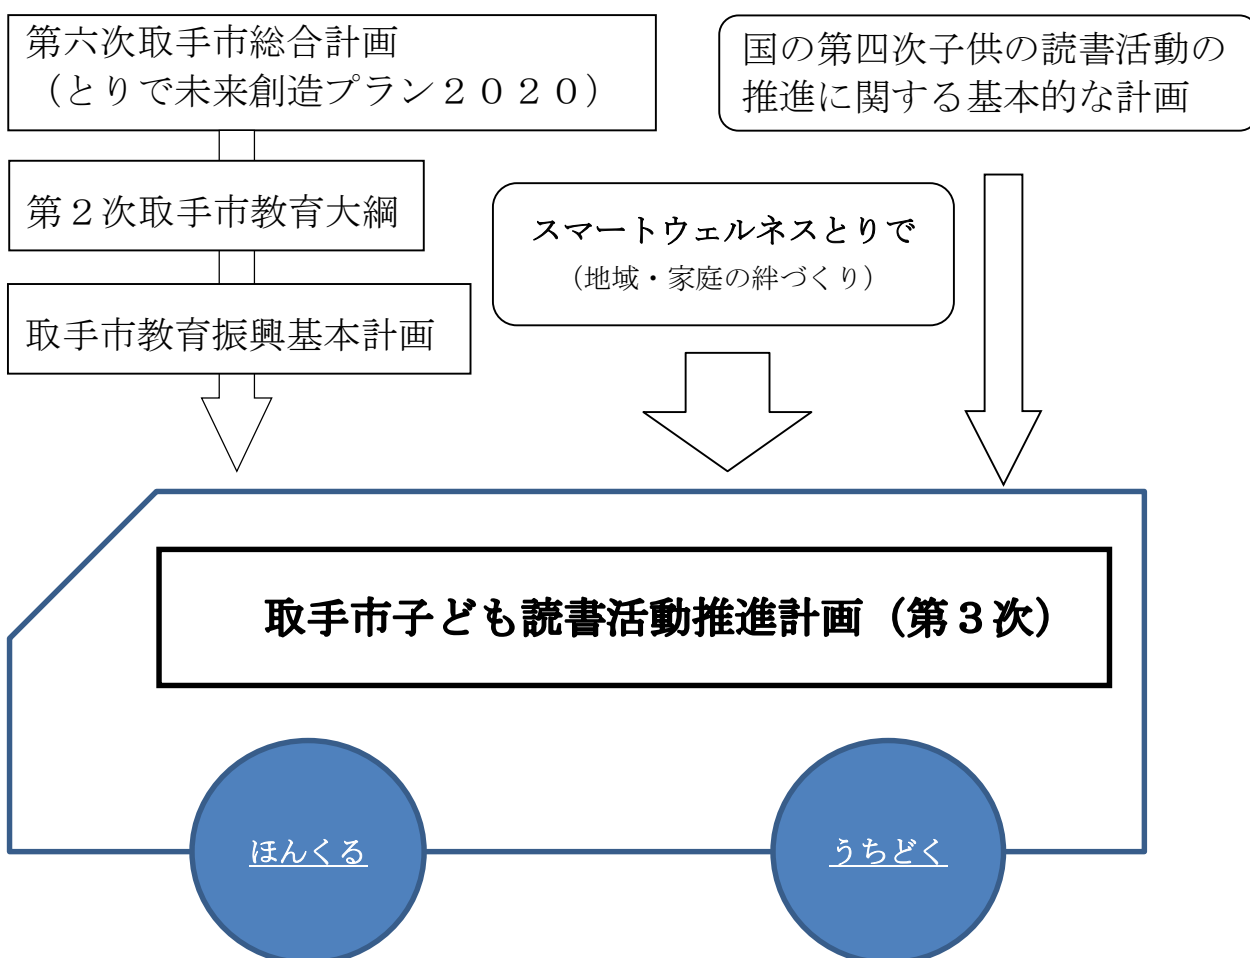 第六次取手市総合計画
（とりで未来創造プラン２０２０）
国の第四次子供の読書活動の
推進に関する基本的な計画
第２次取手市教育大綱
スマートウェルネスとりで
（地域・家庭の絆づくり）
取手市教育振興基本計画
取手市子ども読書活動推進計画（第３次）
ほんくる
うちどく